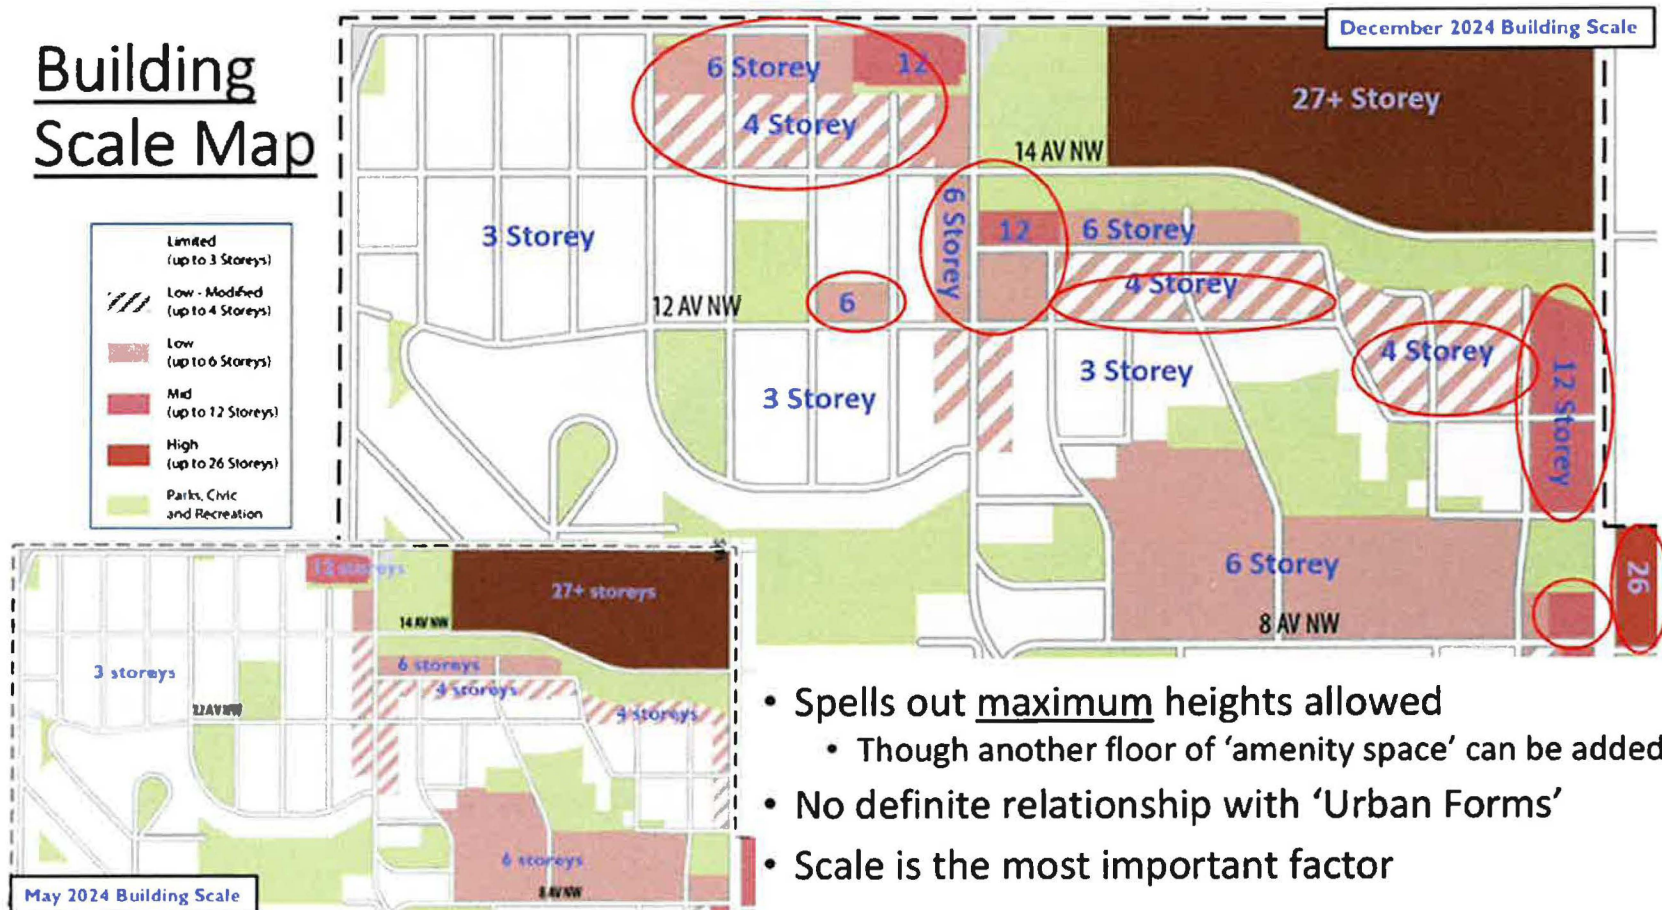 Building
Scale Map
December 2024 Building Scale
Limited
(up to 3 Storeys)
Low - Modified
(up to 4 Storeys)
Low
(up to 6 Storeys)
Mid
(up to 12 Storeys)
High
(up to 26 Storeys)
Parks, Civic
and Recreation
6 Storey
12
27+ Storey
4 Storey
14 AV NW
3 Storey
6 Storey
12
6 Storey
4 Storey
6
12 AV NW
4 Storey
3 Storey
3 Storey
12 Storey
6 Storey
26
8 AV NW
12 storeys
27+ storeys
14 AV NW
3 storeys
6 storeys
4 storeys
12 AV NW
4 storeys
6 storeys
8 AV NW
May 2024 Building Scale
• Spells out maximum heights allowed
• Though another floor of ‘amenity space’ can be added
• No definite relationship with ‘Urban Forms’
• Scale is the most important factor